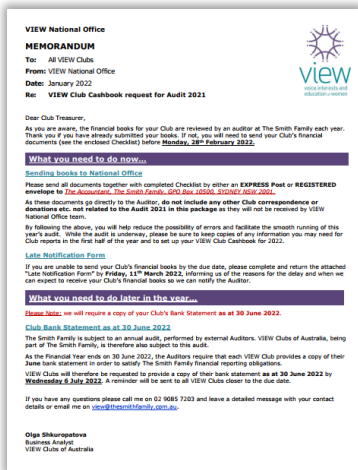 VIEW National Office
MEMORANDUM
view
voice interests and
education of women
To: All VIEW Clubs
From: VIEW National Office
Date: January 2022
Re: VIEW Club Cashbook request for Audit 2021
Dear Club Treasurer,
As you are aware, the financial books for your Club are reviewed by an auditor at The Smith Family each year.
Thank you if you have already submitted your books. If not, you will need to send your Club's financial
documents (see the enclosed Checklist) before Monday, 28th February 2022.
What you need to do now...
Sending books to National Office
Please send all documents together with completed Checklist by either an EXPRESS Post or REGISTERED
envelope to The Accountant, The Smith Family, GPO Box 10500, SYDNEY NSW 2001.
As these documents go directly to the Auditor, do not include any other Club correspondence or
donations etc. not related to the Audit 2021 in this package as they will not be received by VIEW
National Office team.
By following the above, you will help reduce the possibility of errors and facilitate the smooth running of this
year's audit. While the audit is underway, please be sure to keep copies of any information you may need for
Club reports in the first half of the year and to set up your VIEW Club Cashbook for 2022.
Late Notification Form
If you are unable to send your Club's financial books by the due date, please complete and return the attached
"Late Notification Form" by Friday, 11th March 2022, informing us of the reasons for the delay and when we
can expect to receive your Club's financial books so we can notify the Auditor.
What you need to do later in the year...
Please Note: we will require a copy of your Club's Bank Statement as at 30 June 2022.
Club Bank Statement as at 30 June 2022
The Smith Family is subject to an annual audit, performed by external Auditors. VIEW Clubs of Australia, being
part of The Smith Family, is therefore also subject to this audit.
As the Financial Year ends on 30 June 2022, the Auditors require that each VIEW Club provides a copy of their
June bank statement in order to satisfy The Smith Family financial reporting obligations.
VIEW Clubs will therefore be requested to provide a copy of their bank statement as at 30 June 2022 by
Wednesday 6 July 2022. A reminder will be sent to all VIEW Clubs closer to the due date.
If you have any questions please call me on 02 9085 7203 and leave a detailed message with your contact
details or email me on view@thesmithfamily.com.au.
Olga Shkuropatova
Business Analyst
VIEW Clubs of Australia